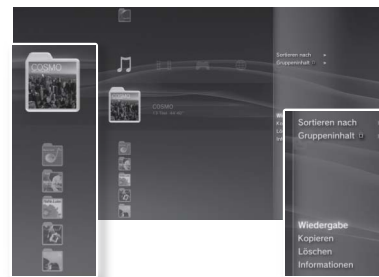 COSMO
COSMO
Sortieren nach
Gruppeninhalt
Sortieren nach
Gruppeninhalt
Wiedergabe
Kopieren
Löschen
Informationen